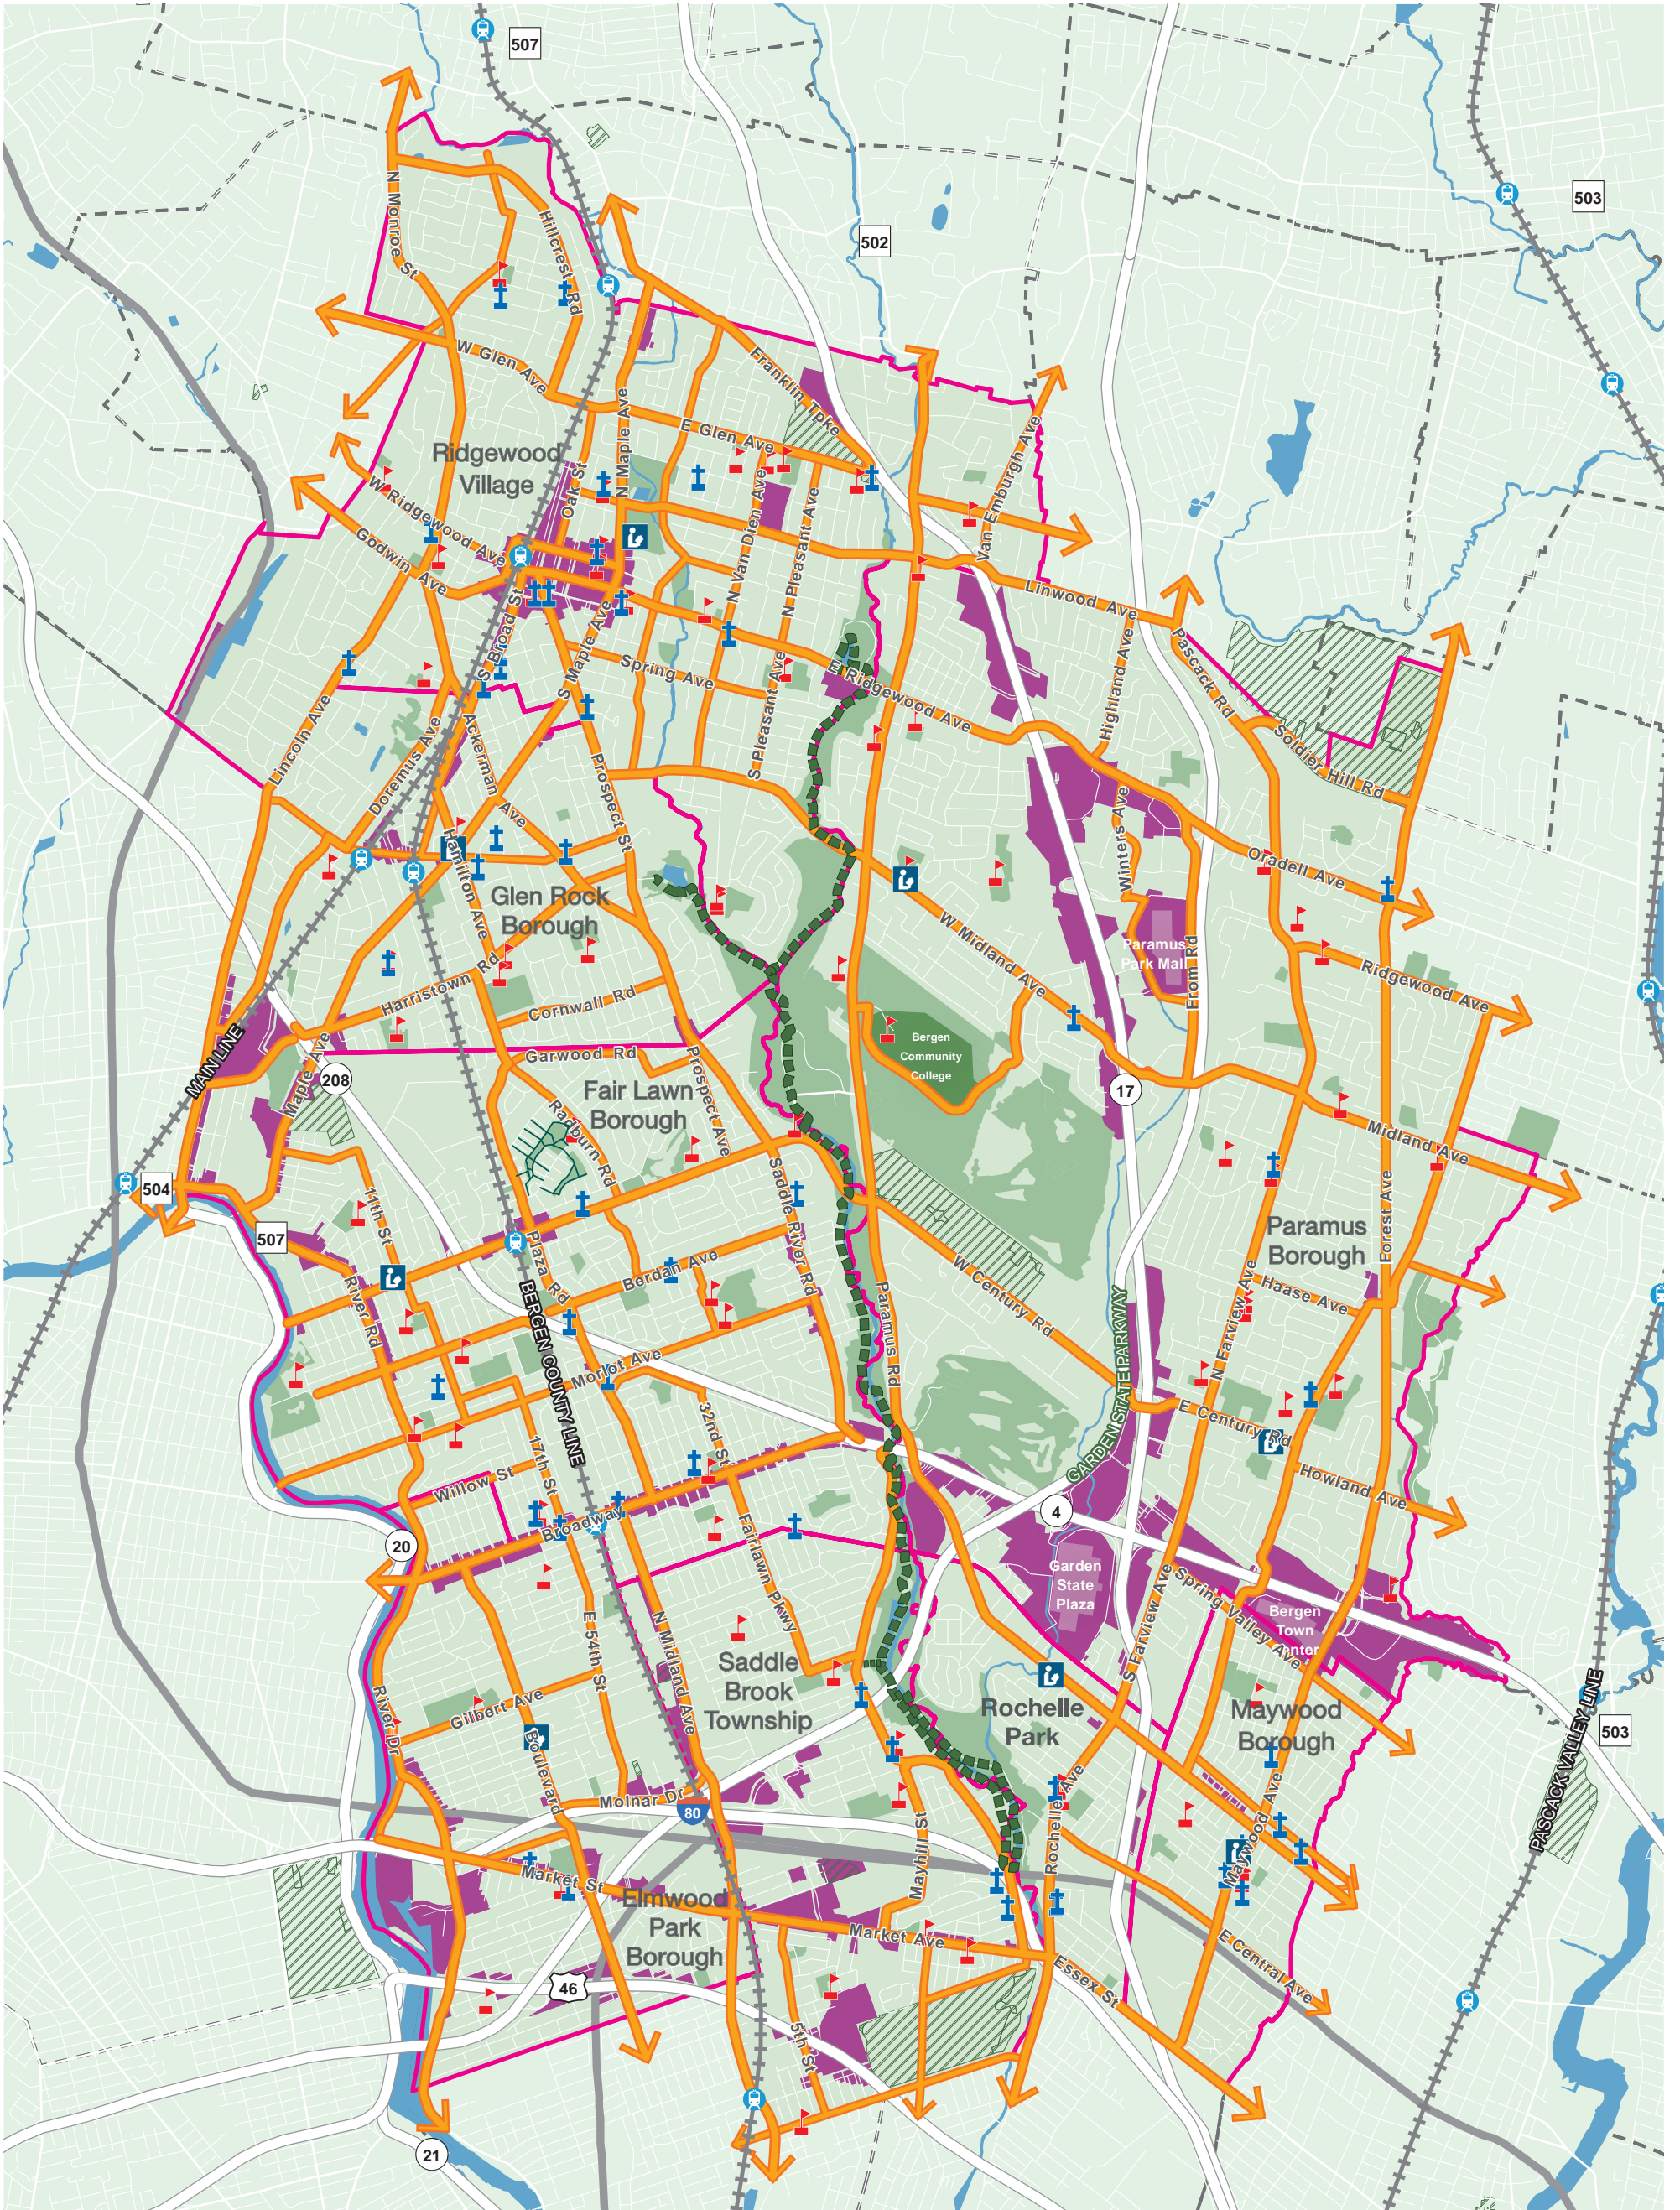 507
503
502
N Monroe St
Hillcrest Rd
W Glen Ave
Franklin Tpke
N Maple Ave
E Glen Ave
Van Emburgh Ave
Ridgewood
Village
Oak St
W Ridgewood Ave
N Van Dien Ave
N Pleasant Ave
Godwin Ave
Linwood Ave
S Broad St
S Maple Ave
Spring Ave
S Pleasant Ave
E Ridgewood Ave
Highland Ave
Pascack Rd
Soldier Hill Rd
Lincoln Ave
Doremus Ave
Ackerman Ave
Prospect St
Winters Ave
Oradell Ave
Hamilton Ave
Glen Rock
Borough
W Midland Ave
Paramus
Park Mall
From Rd
Ridgewood Ave
Harristown Rd
Cornwall Rd
MAIN LINE
Maple Ave
Garwood Rd
Bergen
Community
College
208
Fair Lawn
Borough
Prospect Ave
17
Radburn Rd
Midland Ave
504
11th St
Saddle River Rd
507
Plaza Rd
Berdan Ave
W Century Rd
Paramus
Borough
Forest Ave
Haase Ave
River Rd
BERGEN COUNTY LINE
Paramus Rd
N Farview Ave
GARDEN STATE PARKWAY
Morlot Ave
32nd St
E Century Rd
17th St
Willow St
Howland Ave
Broadway
4
20
Fairlawn Pkwy
Garden
State
Plaza
Spring Valley Ave
Bergen
Town
S Farview Ave
E 54th St
N Midland Ave
Saddle
Brook
Township
Rochelle
Park
Maywood
Borough
503
PASCACK VALLEY LINE
River Dr
Gilbert Ave
Boulevard
Molnar Dr
80
Mayhill St
Rochelle Ave
Maywood Ave
Market St
Elmwood
Park
Borough
Market Ave
Essex St
E Central Ave
46
5th St
21